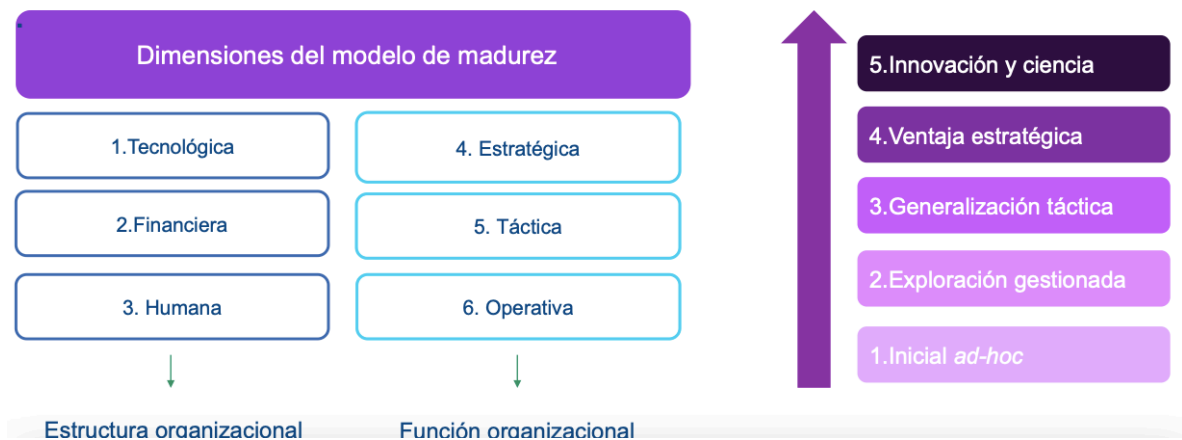 Dimensiones del modelo de madurez
1.Tecnológica
4. Estratégica
2.Financiera
5. Táctica
3. Humana
6. Operativa
Estructura organizacional
Función organizacional
5.Innovación y ciencia
4.Ventaja estratégica
3.Generalización táctica
2.Exploración gestionada
1.Inicial ad-hoc